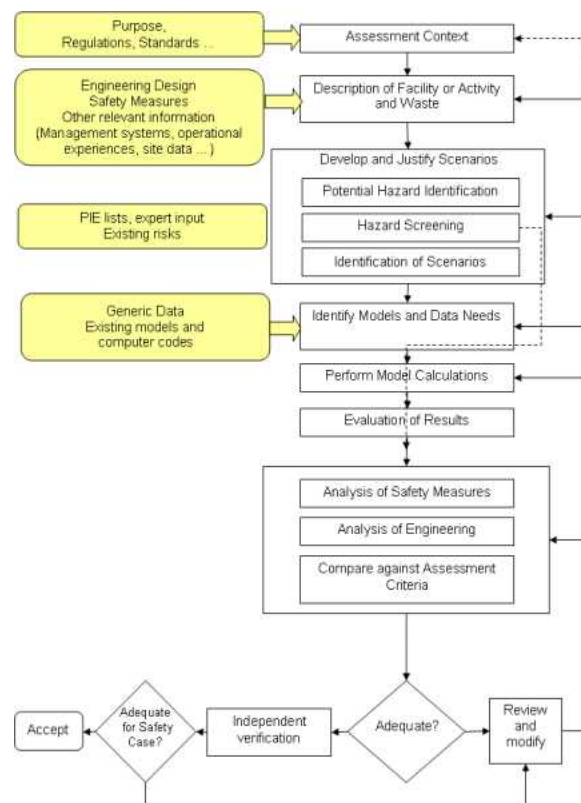 Purpose,
Regulations, Standards ...
Assessment Context
Engineering Design
Safety Measures
Other relevant information
(Management systems, operational
experiences, site data ... )
Description of Facility or Activity
and Waste
Develop and Justify Scenarios
Potential Hazard Identification
Hazard Screening
Identification of Scenarios
PIE lists, expert input
Existing risks
Generic Data
Existing models and
computer codes
Identify Models and Data Needs
Perform Model Calculations
Evaluation of Results
Analysis of Safety Measures
Analysis of Engineering
Compare against Assessment
Criteria
Accept
Adequate
for Safety
Case?
Independent
verification
Adequate?
Review
and
modify